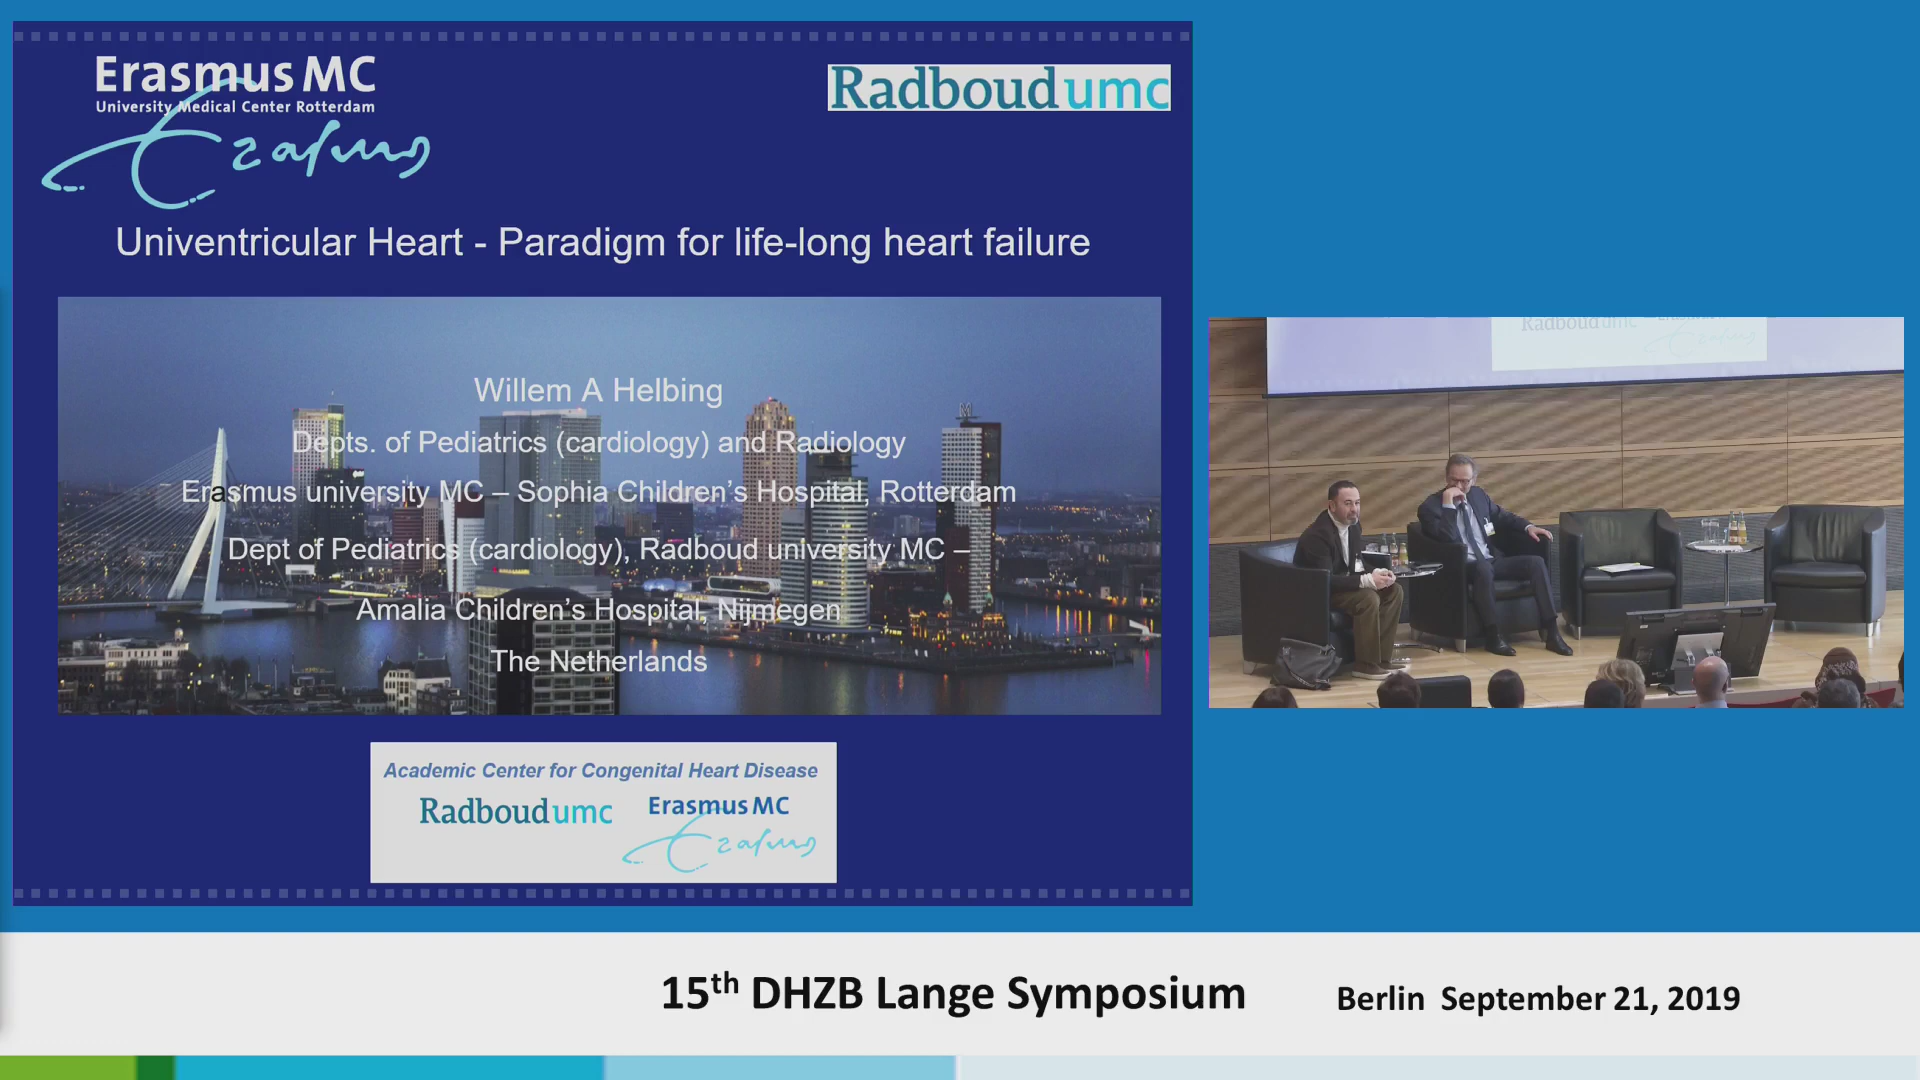 Erasmus MC
University Medical Center Rotterdam
Erasmus
Radboudumc
Univentricular Heart - Paradigm for life-long heart failure
Willem A Helbing
Depts. of Pediatrics (cardiology) and Radiology
Erasmus university MC – Sophia Children's Hospital, Rotterdam
Dept of Pediatrics (cardiology), Radboud university MC –
Amalia Children's Hospital, Nijmegen
The Netherlands
Academic Center for Congenital Heart Disease
Radboudumc
Erasmus MC
Erasmus
Radboudumc
15th DHZB Lange Symposium
Berlin September 21, 2019